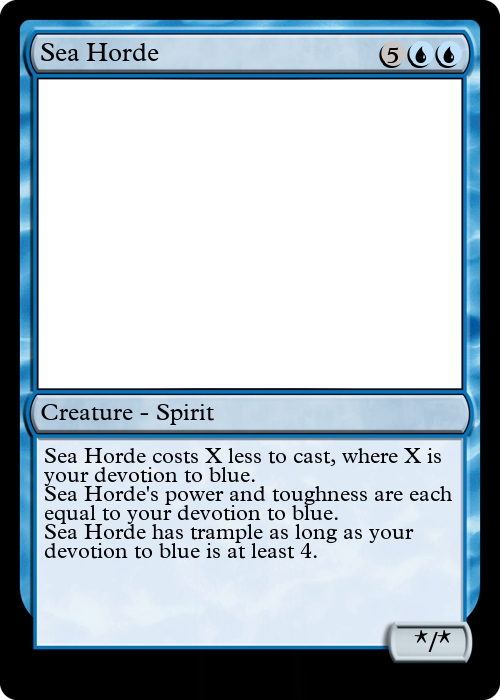 Sea Horde 5
Creature - Spirit
Sea Horde costs X less to cast, where X is
your devotion to blue.
Sea Horde's power and toughness are each
equal to your devotion to blue.
Sea Horde has trample as long as your
devotion to blue is at least 4.
*/*